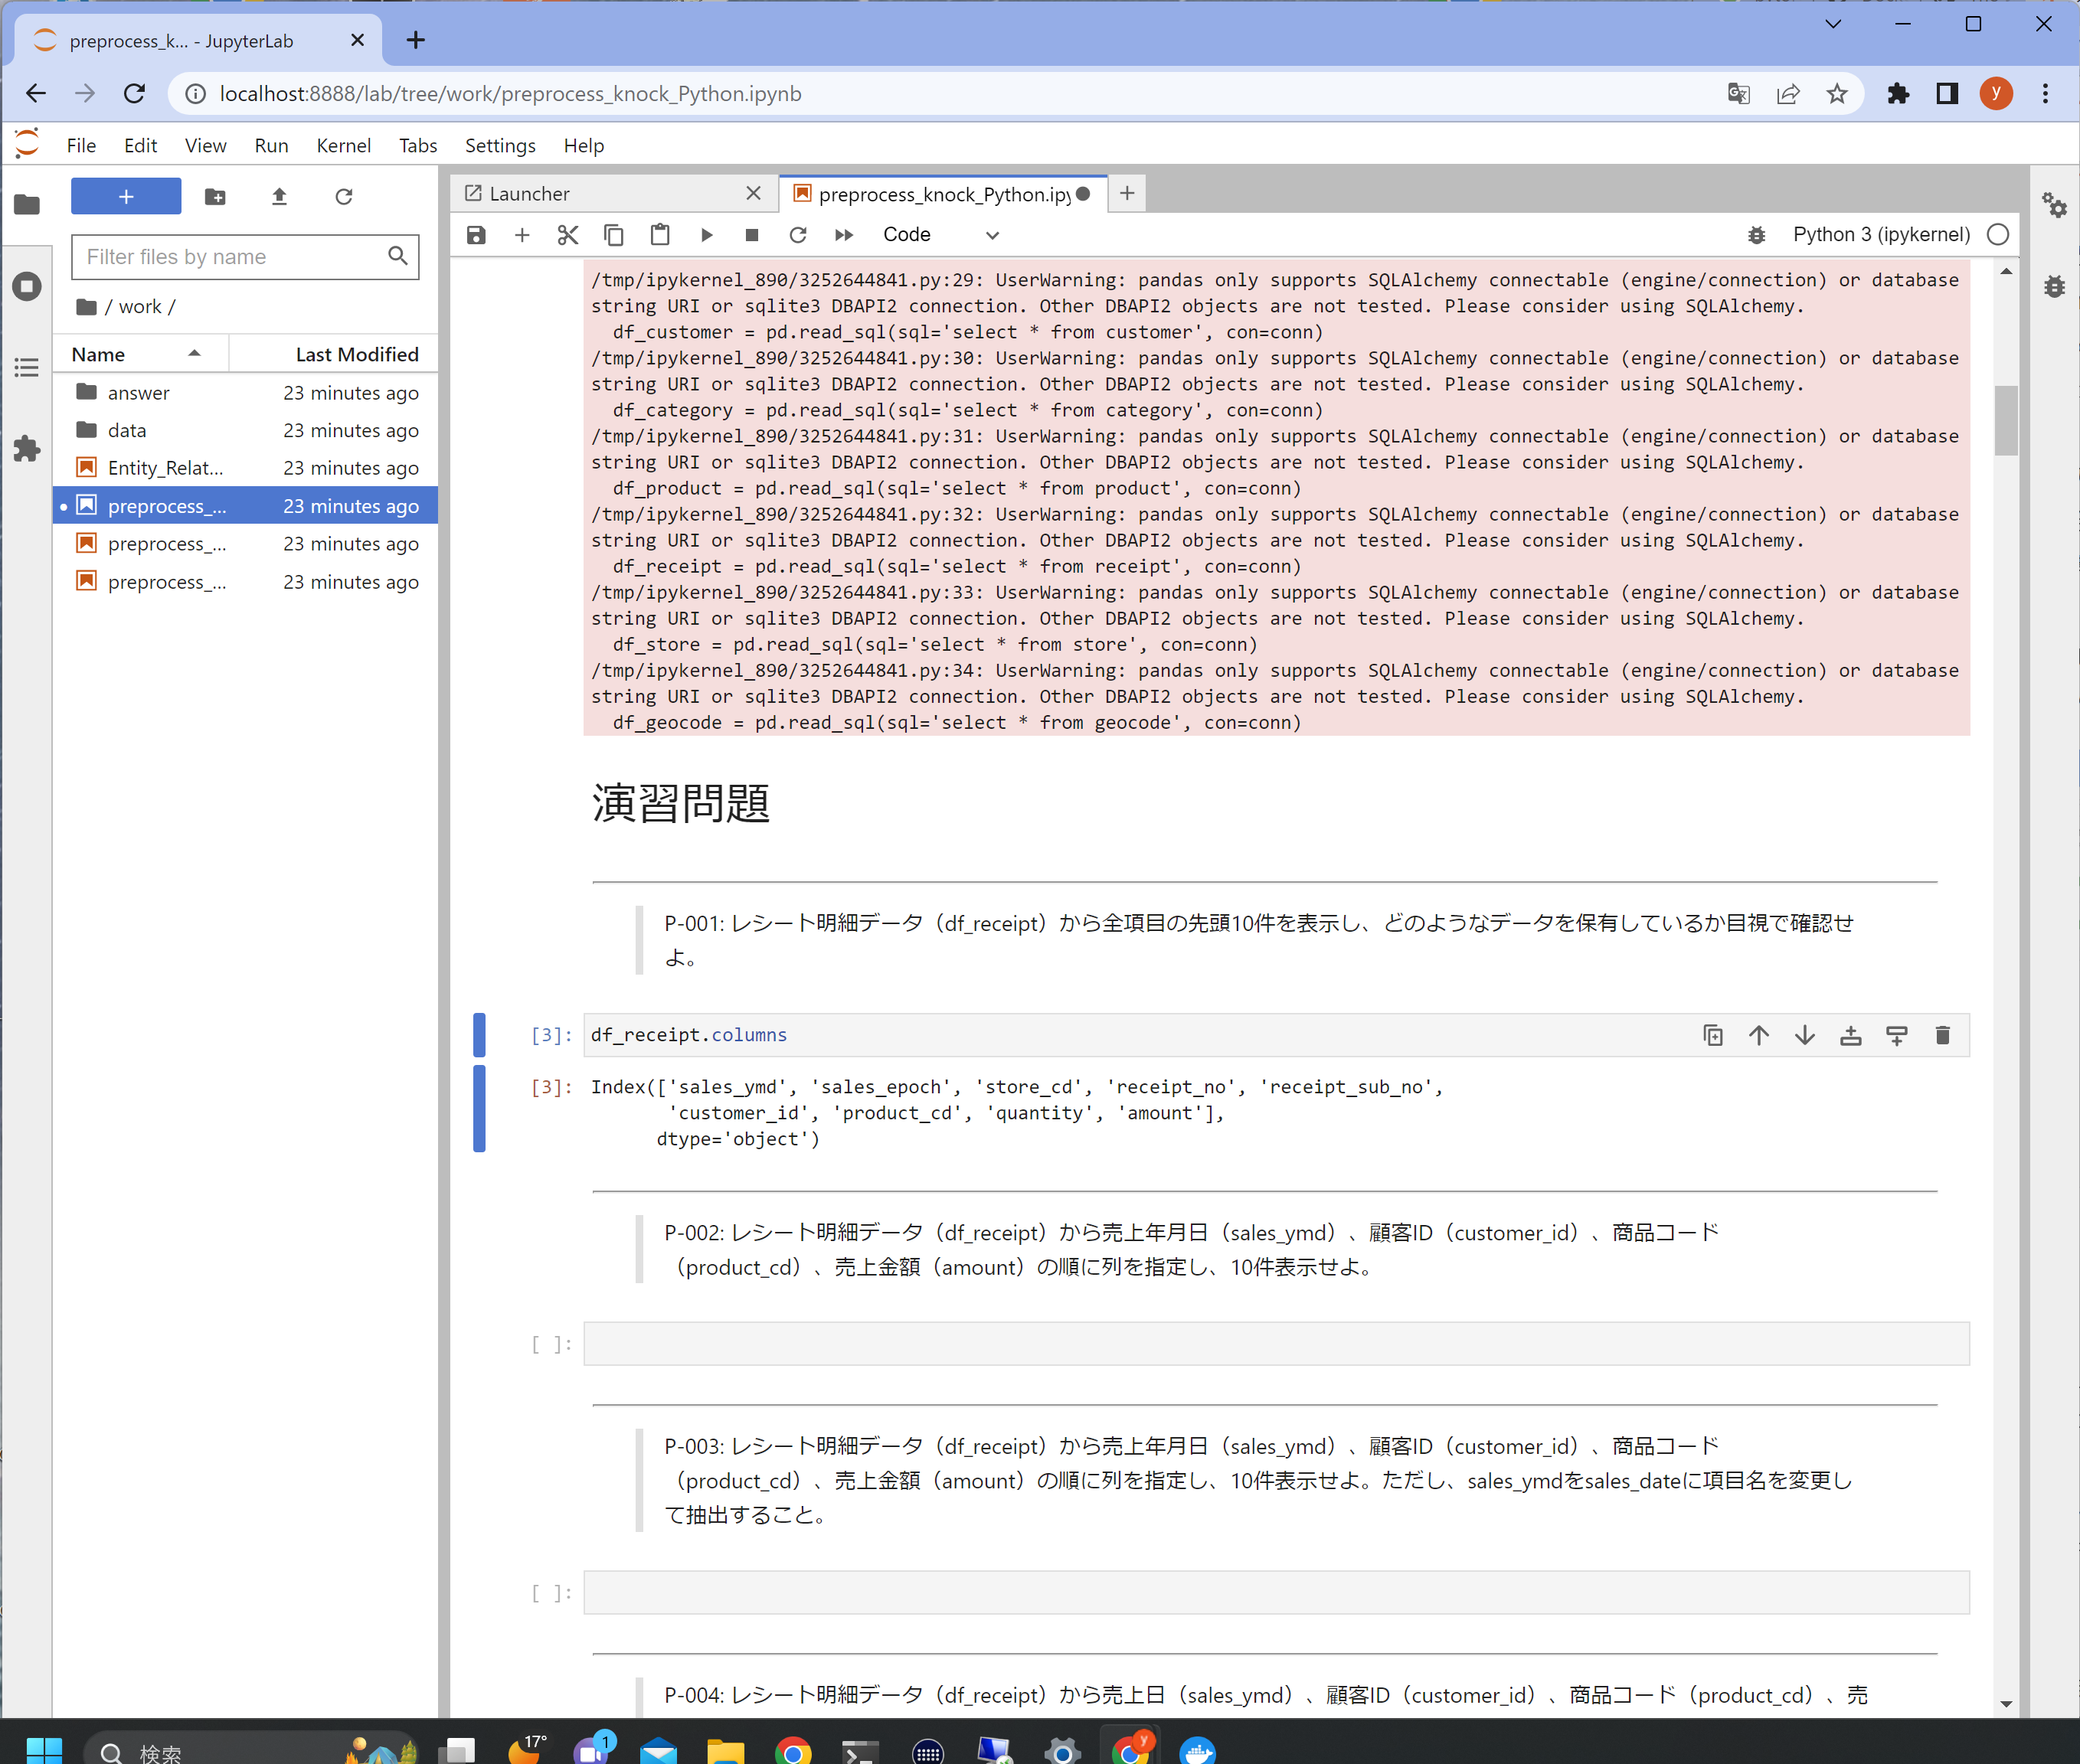 preprocess_k... - JupyterLab
localhost:8888/lab/tree/work/preprocess_knock_Python.ipynb
y
File Edit View Run Kernel Tabs Settings Help
Launcher
preprocess_knock_Python.ipy
Code
Python 3 (ipykernel)
Filter files by name
/ work /
Name Last Modified
answer 23 minutes ago
data 23 minutes ago
Entity_Relat... 23 minutes ago
preprocess_... 23 minutes ago
preprocess_... 23 minutes ago
preprocess_... 23 minutes ago
/tmp/ipykernel_890/3252644841.py:29: UserWarning: pandas only supports SQLAlchemy connectable (engine/connection) or database
string URI or sqlite3 DBAPI2 connection. Other DBAPI2 objects are not tested. Please consider using SQLAlchemy.
df_customer = pd.read_sql(sql='select * from customer', con=conn)
/tmp/ipykernel_890/3252644841.py:30: UserWarning: pandas only supports SQLAlchemy connectable (engine/connection) or database
string URI or sqlite3 DBAPI2 connection. Other DBAPI2 objects are not tested. Please consider using SQLAlchemy.
df_category = pd.read_sql(sql='select * from category', con=conn)
/tmp/ipykernel_890/3252644841.py:31: UserWarning: pandas only supports SQLAlchemy connectable (engine/connection) or database
string URI or sqlite3 DBAPI2 connection. Other DBAPI2 objects are not tested. Please consider using SQLAlchemy.
df_product = pd.read_sql(sql='select * from product', con=conn)
/tmp/ipykernel_890/3252644841.py:32: UserWarning: pandas only supports SQLAlchemy connectable (engine/connection) or database
string URI or sqlite3 DBAPI2 connection. Other DBAPI2 objects are not tested. Please consider using SQLAlchemy.
df_receipt = pd.read_sql(sql='select * from receipt', con=conn)
/tmp/ipykernel_890/3252644841.py:33: UserWarning: pandas only supports SQLAlchemy connectable (engine/connection) or database
string URI or sqlite3 DBAPI2 connection. Other DBAPI2 objects are not tested. Please consider using SQLAlchemy.
df_store = pd.read_sql(sql='select * from store', con=conn)
/tmp/ipykernel_890/3252644841.py:34: UserWarning: pandas only supports SQLAlchemy connectable (engine/connection) or database
string URI or sqlite3 DBAPI2 connection. Other DBAPI2 objects are not tested. Please consider using SQLAlchemy.
df_geocode = pd.read_sql(sql='select * from geocode', con=conn)
演習問題
P-001: レシート明細データ（df_receipt）から全項目の先頭10件を表示し、どのようなデータを保有しているか目視で確認せ
よ。
[3]: df_receipt.columns
[3]: Index(['sales_ymd', 'sales_epoch', 'store_cd', 'receipt_no', 'receipt_sub_no',
'customer_id', 'product_cd', 'quantity', 'amount'],
dtype='object')
P-002: レシート明細データ（df_receipt）から売上年月日（sales_ymd）、顧客ID（customer_id）、商品コード
（product_cd）、売上金額（amount）の順に列を指定し、10件表示せよ。
[ ]:
P-003: レシート明細データ（df_receipt）から売上年月日（sales_ymd）、顧客ID（customer_id）、商品コード
（product_cd）、売上金額（amount）の順に列を指定し、10件表示せよ。ただし、sales_ymdをsales_dateに項目名を変更し
て抽出すること。
[ ]:
P-004: レシート明細データ（df_receipt）から売上日（sales_ymd）、顧客ID（customer_id）、商品コード（product_cd）、売
検索
17°
1
y